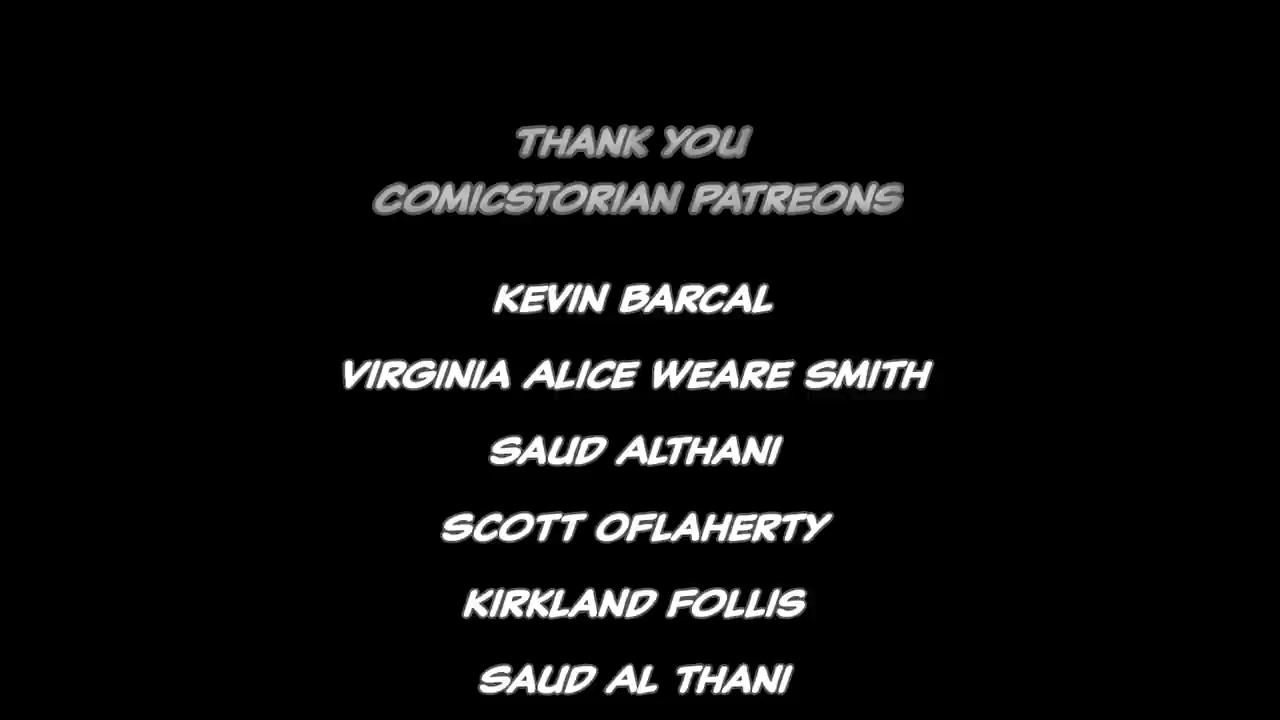 THANK YOU
COMICSTORIAN PATREONS
KEVIN BARCAL
VIRGINIA ALICE WEARE SMITH
SAUD ALTHANI
SCOTT OFLAHERTY
KIRKLAND FOLLIS
SAUD AL THANI